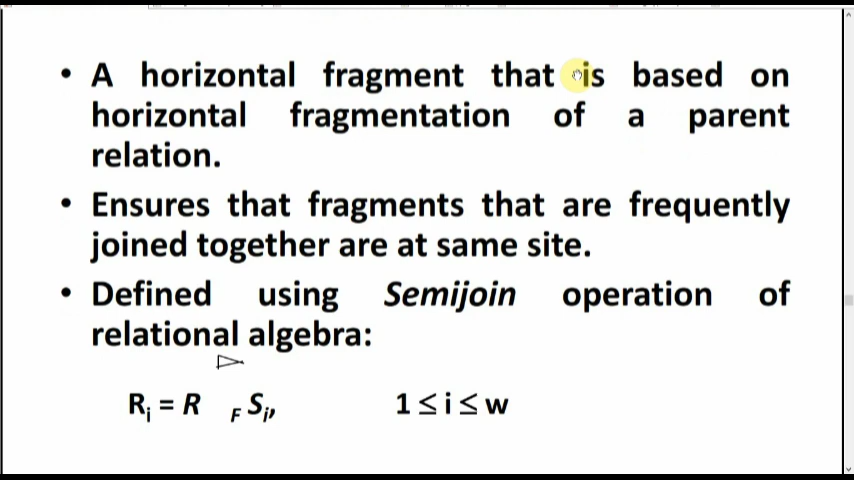 • A horizontal fragment that is based on
horizontal fragmentation of a parent
relation.
• Ensures that fragments that are frequently
joined together are at same site.
• Defined using Semijoin operation of
relational algebra:
▷
Rᵢ = R F Sᵢ, 1 ≤ i ≤ w